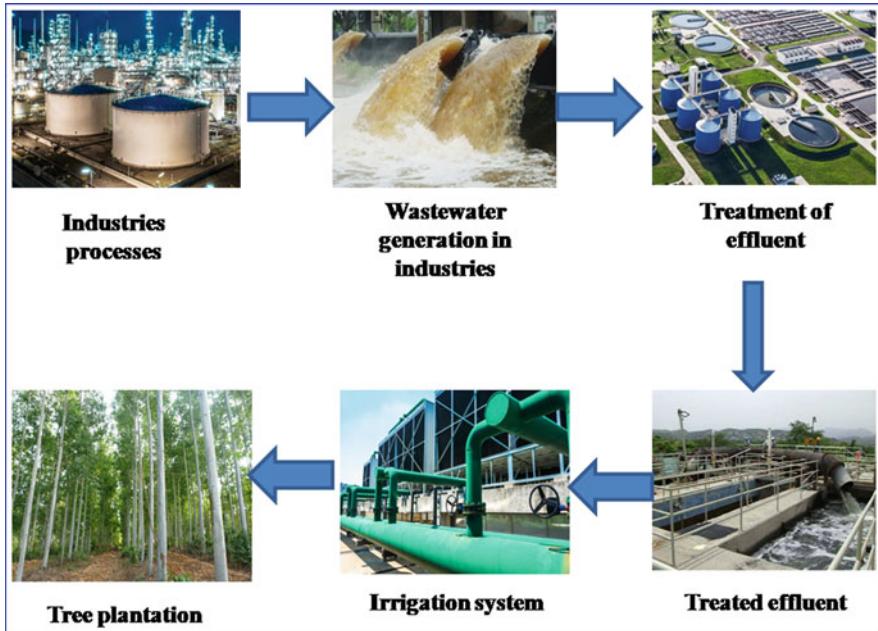 Industries
processes
Wastewater
generation in
industries
Treatment of
effluent
Tree plantation
Irrigation system
Treated effluent